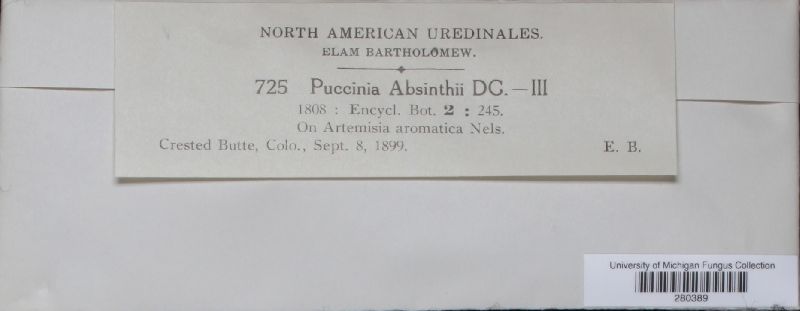 NORTH AMERICAN UREDINALES.
ELAM BARTHOLOMEW.
725 Puccinia Absinthii DC.—III
1808 : Encycl. Bot. 2 : 245.
On Artemisia aromatica Nels.
Crested Butte, Colo., Sept. 8, 1899. E. B.
University of Michigan Fungus Collection
280389